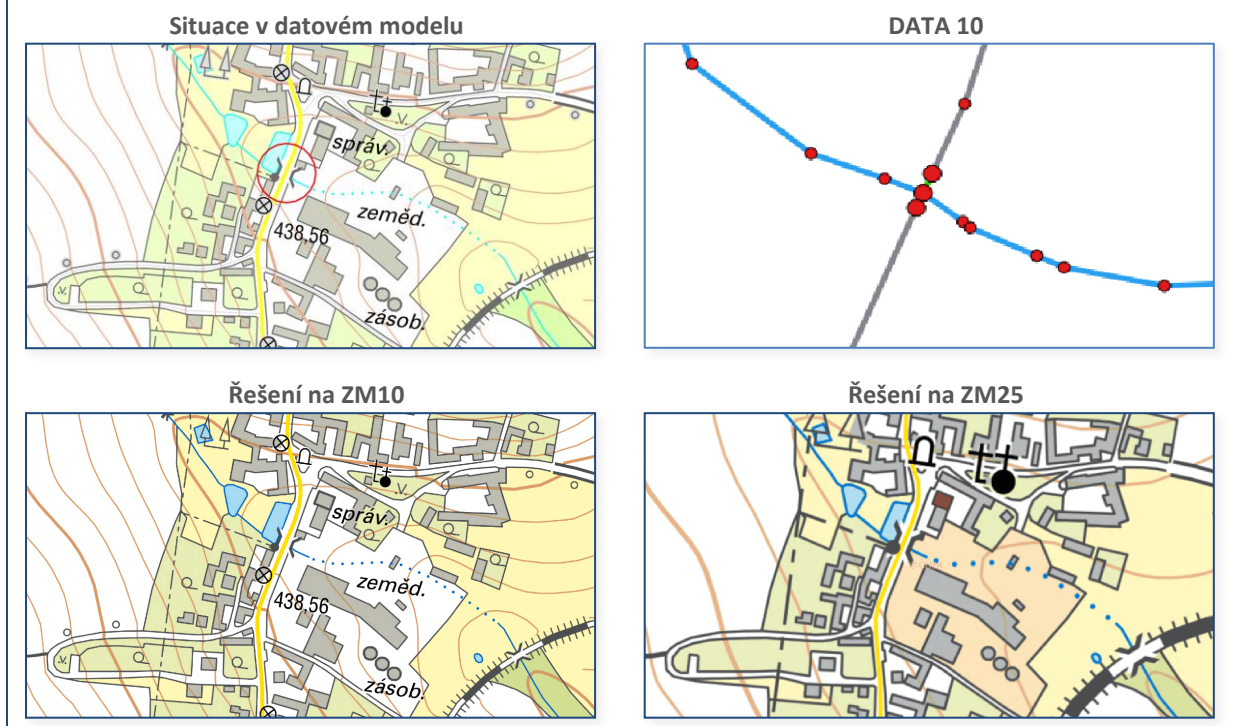 Situace v datovém modelu
DATA 10
správ.
zeměd.
438,56
zásob.
Řešení na ZM10
Řešení na ZM25
správ.
zeměd.
438,56
zásob.